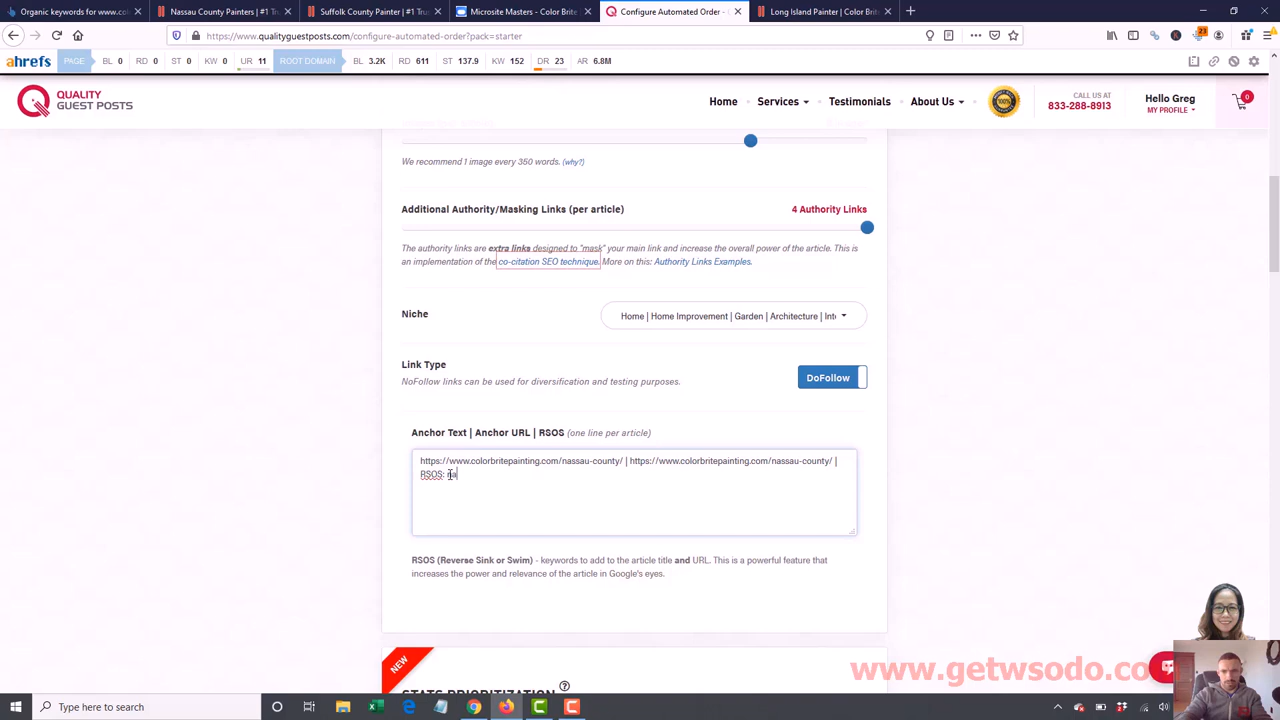 Organic keywords for www.col
Nassau County Painters | #1 T
Suffolk County Painter | #1 Trus
Microsite Masters - Color Brite
Configure Automated Order -
Long Island Painter | Color Brit
https://www.qualityguestposts.com/configure-automated-order?pack=starter
23
ahrefs PAGE BL 0 RD 0 ST 0 KW 0 UR 11 ROOT DOMAIN BL 3.2K RD 611 ST 137.9 KW 152 DR 23 AR 6.8M
QUALITY GUEST POSTS
Home Services Testimonials About Us
100%
CALL US AT
833-288-8913
Hello Greg
MY PROFILE
0
We recommend 1 image every 350 words. (why?)
Additional Authority/Masking Links (per article) 4 Authority Links
The authority links are extra links designed to "mask" your main link and increase the overall power of the article. This is
an implementation of the co-citation SEO technique. More on this: Authority Links Examples.
Niche Home | Home Improvement | Garden | Architecture | Inte
Link Type
NoFollow links can be used for diversification and testing purposes.
DoFollow
Anchor Text | Anchor URL | RSOS (one line per article)
https://www.colorbritepainting.com/nassau-county/ | https://www.colorbritepainting.com/nassau-county/ |
RSOS: na
RSOS (Reverse Sink or Swim) - keywords to add to the article title and URL. This is a powerful feature that
increases the power and relevance of the article in Google's eyes.
NEW
STATS PRIORITIZATION
www.getwsodo.co
Type here to search